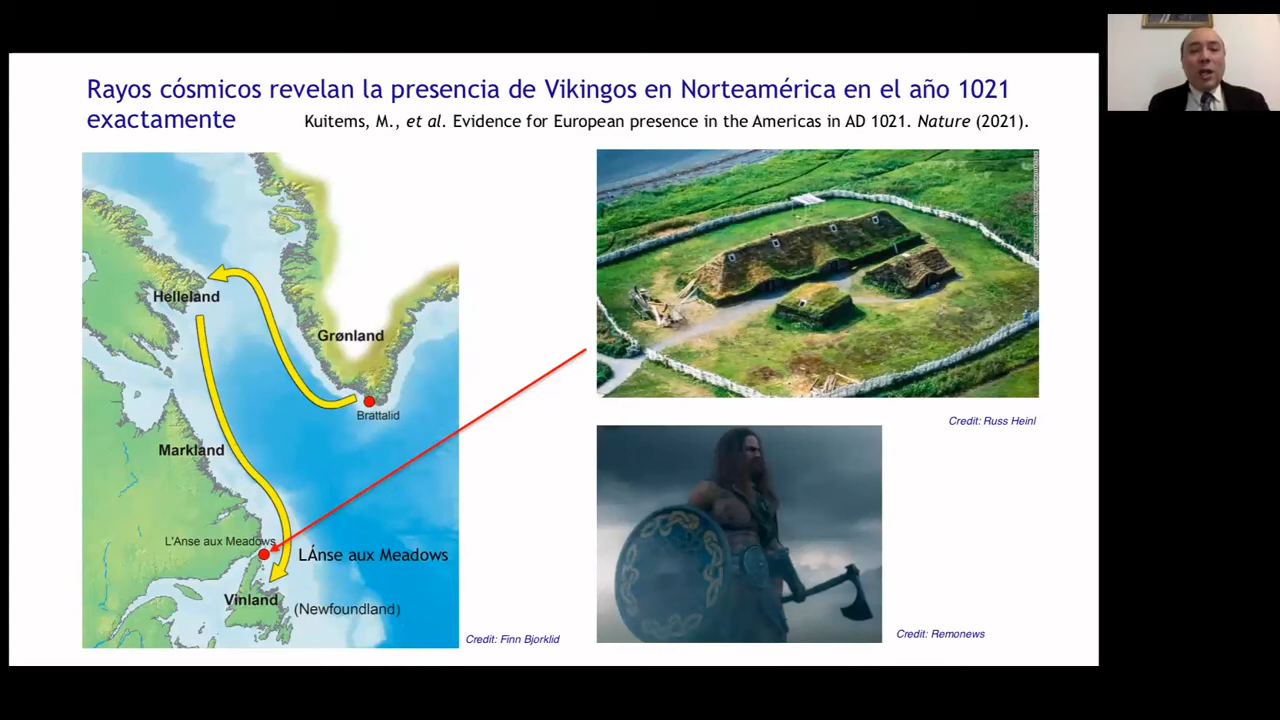 Rayos cósmicos revelan la presencia de Vikingos en Norteamérica en el año 1021
exactamente
Kuitems, M., et al. Evidence for European presence in the Americas in AD 1021. Nature (2021).
Helleland
Grønland
Brattalid
Markland
L'Anse aux Meadows
LÁnse aux Meadows
Vinland
(Newfoundland)
Credit: Finn Bjorklid
Credit: Russ Heinl
Credit: Remonews